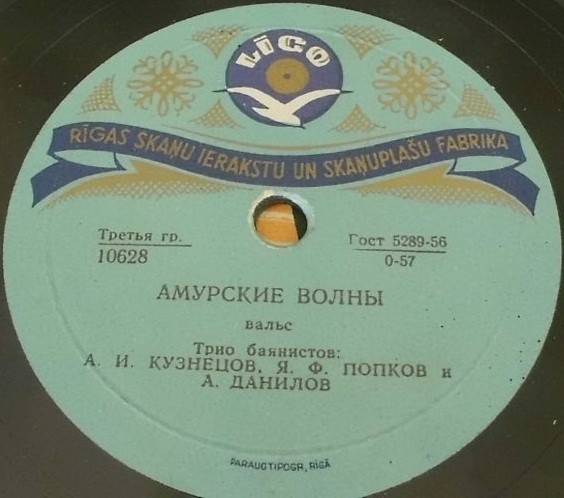 LĪGO
RĪGAS SKAŅU IERAKSTU UN SKAŅUPLAŠU FABRIKA
Третья гр.
10628
Гост 5289-56
0-57
АМУРСКИЕ ВОЛНЫ
вальс
Трио баянистов:
А. И. КУЗНЕЦОВ, Я. Ф. ПОПКОВ и
А. ДАНИЛОВ
PARAUGTIPOGR, RĪGĀ